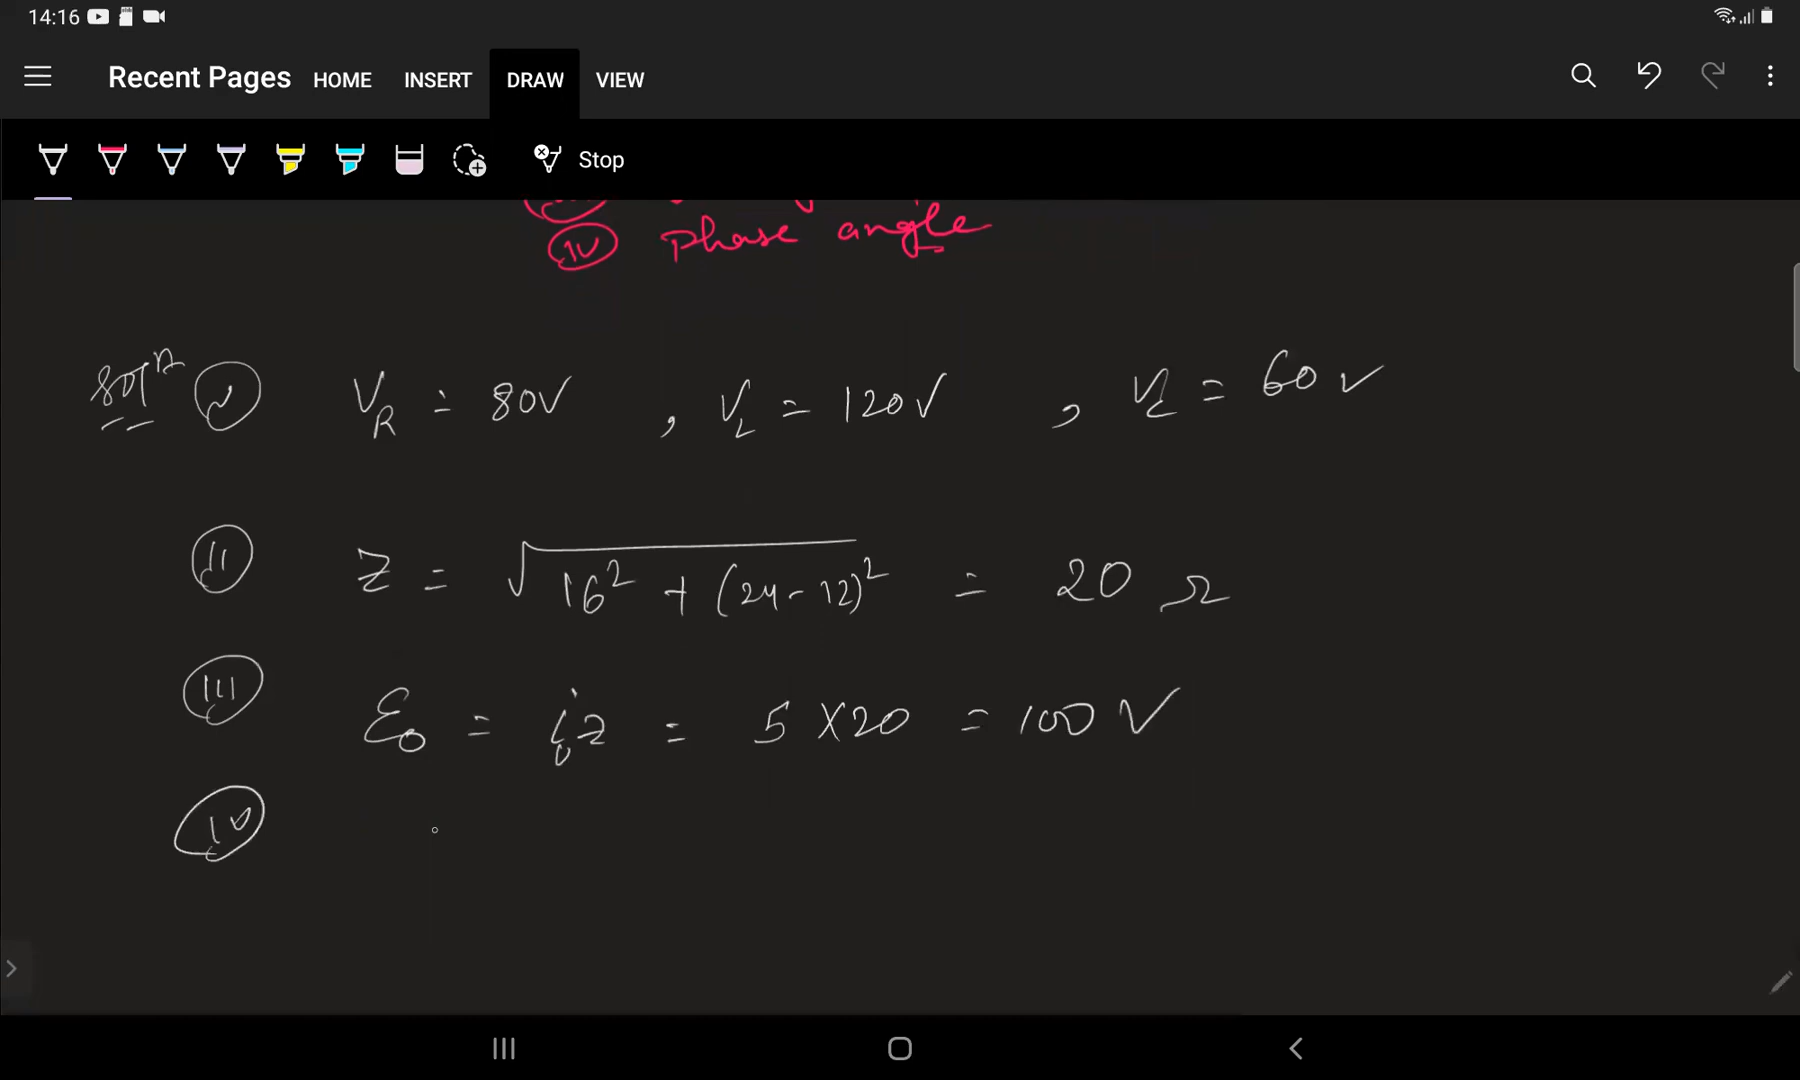 14:16
Recent Pages HOME INSERT DRAW VIEW
Stop
(iv) Phase angle
Solⁿ (i) V_R = 80V , V_L = 120V , V_C = 60V
(ii) Z = √(16² + (24-12)²) = 20 Ω
(iii) ℰ₀ = i₀z = 5 X 20 = 100 V
(iv)